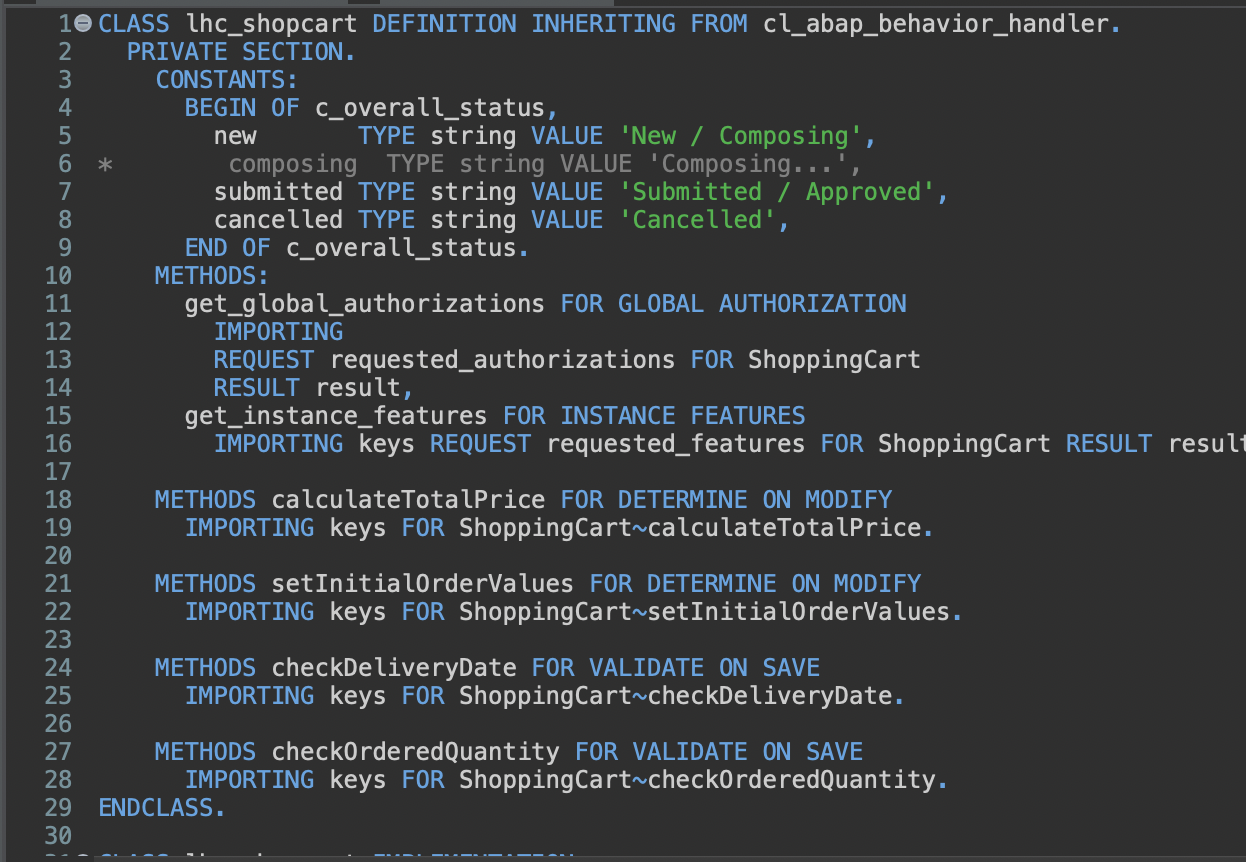 1 CLASS lhc_shopcart DEFINITION INHERITING FROM cl_abap_behavior_handler.
2   PRIVATE SECTION.
3     CONSTANTS:
4       BEGIN OF c_overall_status,
5         new       TYPE string VALUE 'New / Composing',
6 *        composing  TYPE string VALUE 'Composing...',
7         submitted TYPE string VALUE 'Submitted / Approved',
8         cancelled TYPE string VALUE 'Cancelled',
9       END OF c_overall_status.
10     METHODS:
11       get_global_authorizations FOR GLOBAL AUTHORIZATION
12         IMPORTING
13         REQUEST requested_authorizations FOR ShoppingCart
14         RESULT result,
15       get_instance_features FOR INSTANCE FEATURES
16         IMPORTING keys REQUEST requested_features FOR ShoppingCart RESULT result
17
18     METHODS calculateTotalPrice FOR DETERMINE ON MODIFY
19       IMPORTING keys FOR ShoppingCart~calculateTotalPrice.
20
21     METHODS setInitialOrderValues FOR DETERMINE ON MODIFY
22       IMPORTING keys FOR ShoppingCart~setInitialOrderValues.
23
24     METHODS checkDeliveryDate FOR VALIDATE ON SAVE
25       IMPORTING keys FOR ShoppingCart~checkDeliveryDate.
26
27     METHODS checkOrderedQuantity FOR VALIDATE ON SAVE
28       IMPORTING keys FOR ShoppingCart~checkOrderedQuantity.
29 ENDCLASS.
30